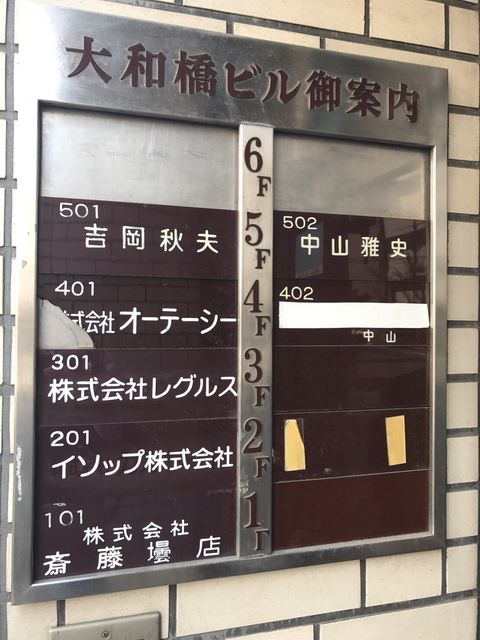 大和橋ビル御案内
6F
501
吉岡秋夫
5F
502
中山雅史
401
式会社オーテーシー
4F
402
中山
301
株式会社レグルス
3F
201
イソップ株式会社
2F
101
株式会社
斎藤壜店
1F